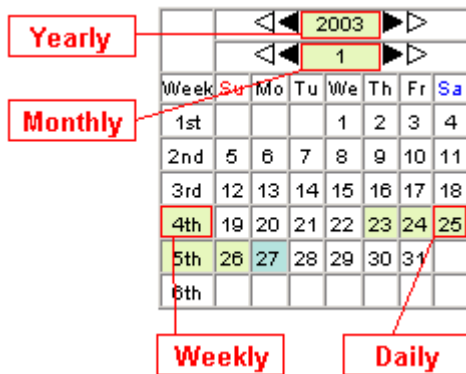 Yearly
2003
1
Monthly
Week Su Mo Tu We Th Fr Sa
1st 1 2 3 4
2nd 5 6 7 8 9 10 11
3rd 12 13 14 15 16 17 18
4th 19 20 21 22 23 24 25
5th 26 27 28 29 30 31
6th
Weekly Daily